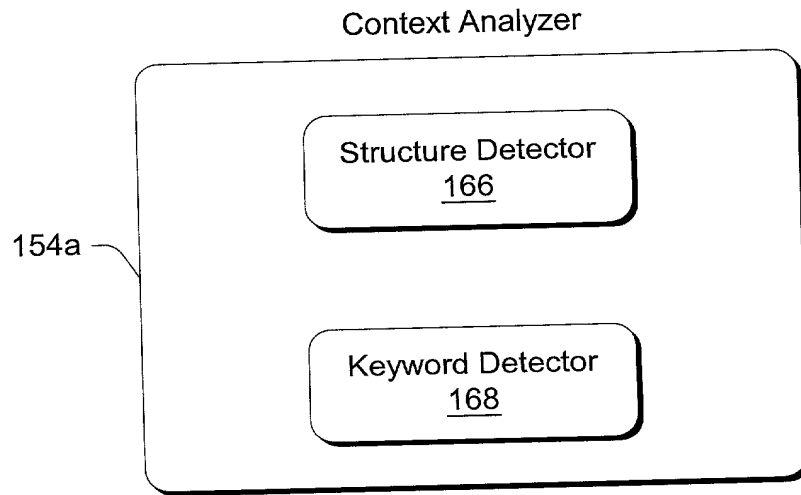 Context Analyzer
Structure Detector
166
154a
Keyword Detector
168